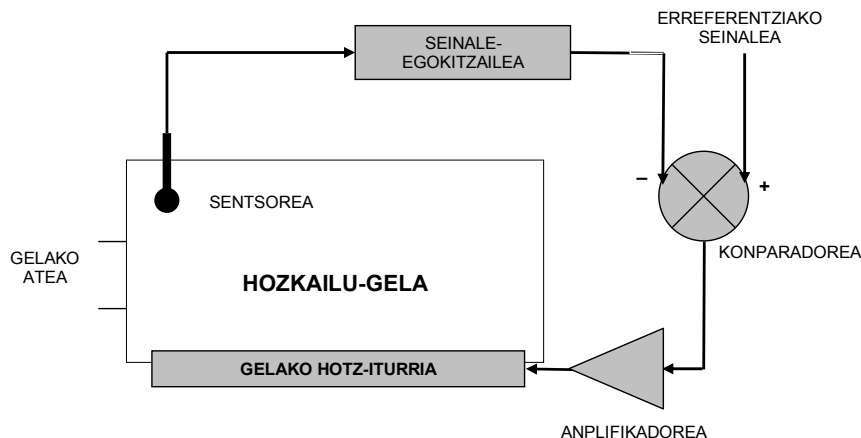 ERREFERENTZIAKO
SEINALEA
SEINALE-
EGOKITZAILEA
–
+
SENTSOREA
KONPARADOREA
GELAKO
ATEA
HOZKAILU-GELA
GELAKO HOTZ-ITURRIA
ANPLIFIKADOREA